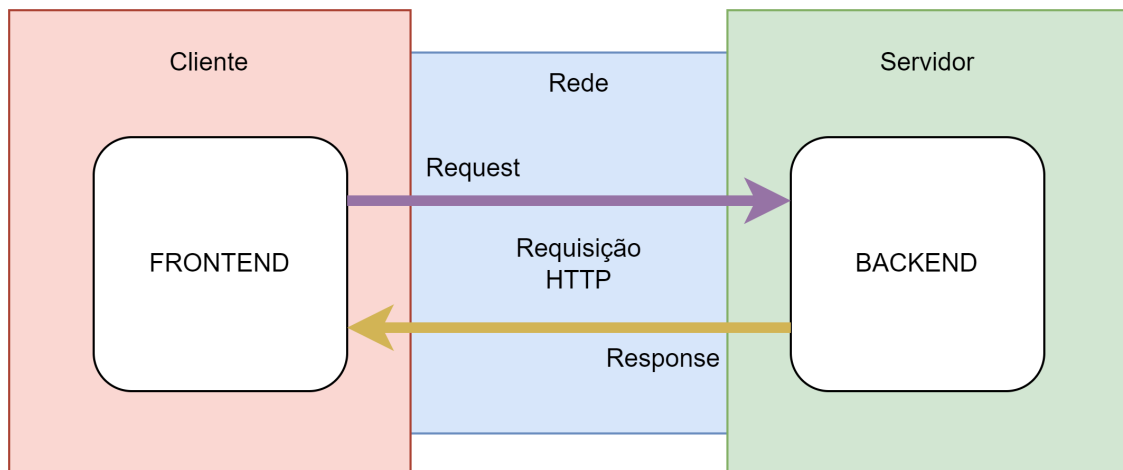 Cliente
Rede
Servidor
Request
FRONTEND
Requisição
HTTP
BACKEND
Response